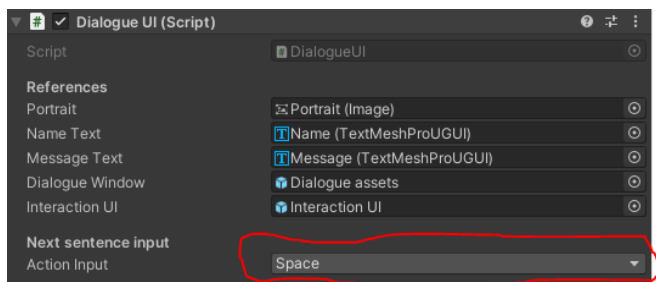 Dialogue UI (Script)
Script DialogueUI
References
Portrait Portrait (Image)
Name Text Name (TextMeshProUGUI)
Message Text Message (TextMeshProUGUI)
Dialogue Window Dialogue assets
Interaction UI Interaction UI
Next sentence input
Action Input Space